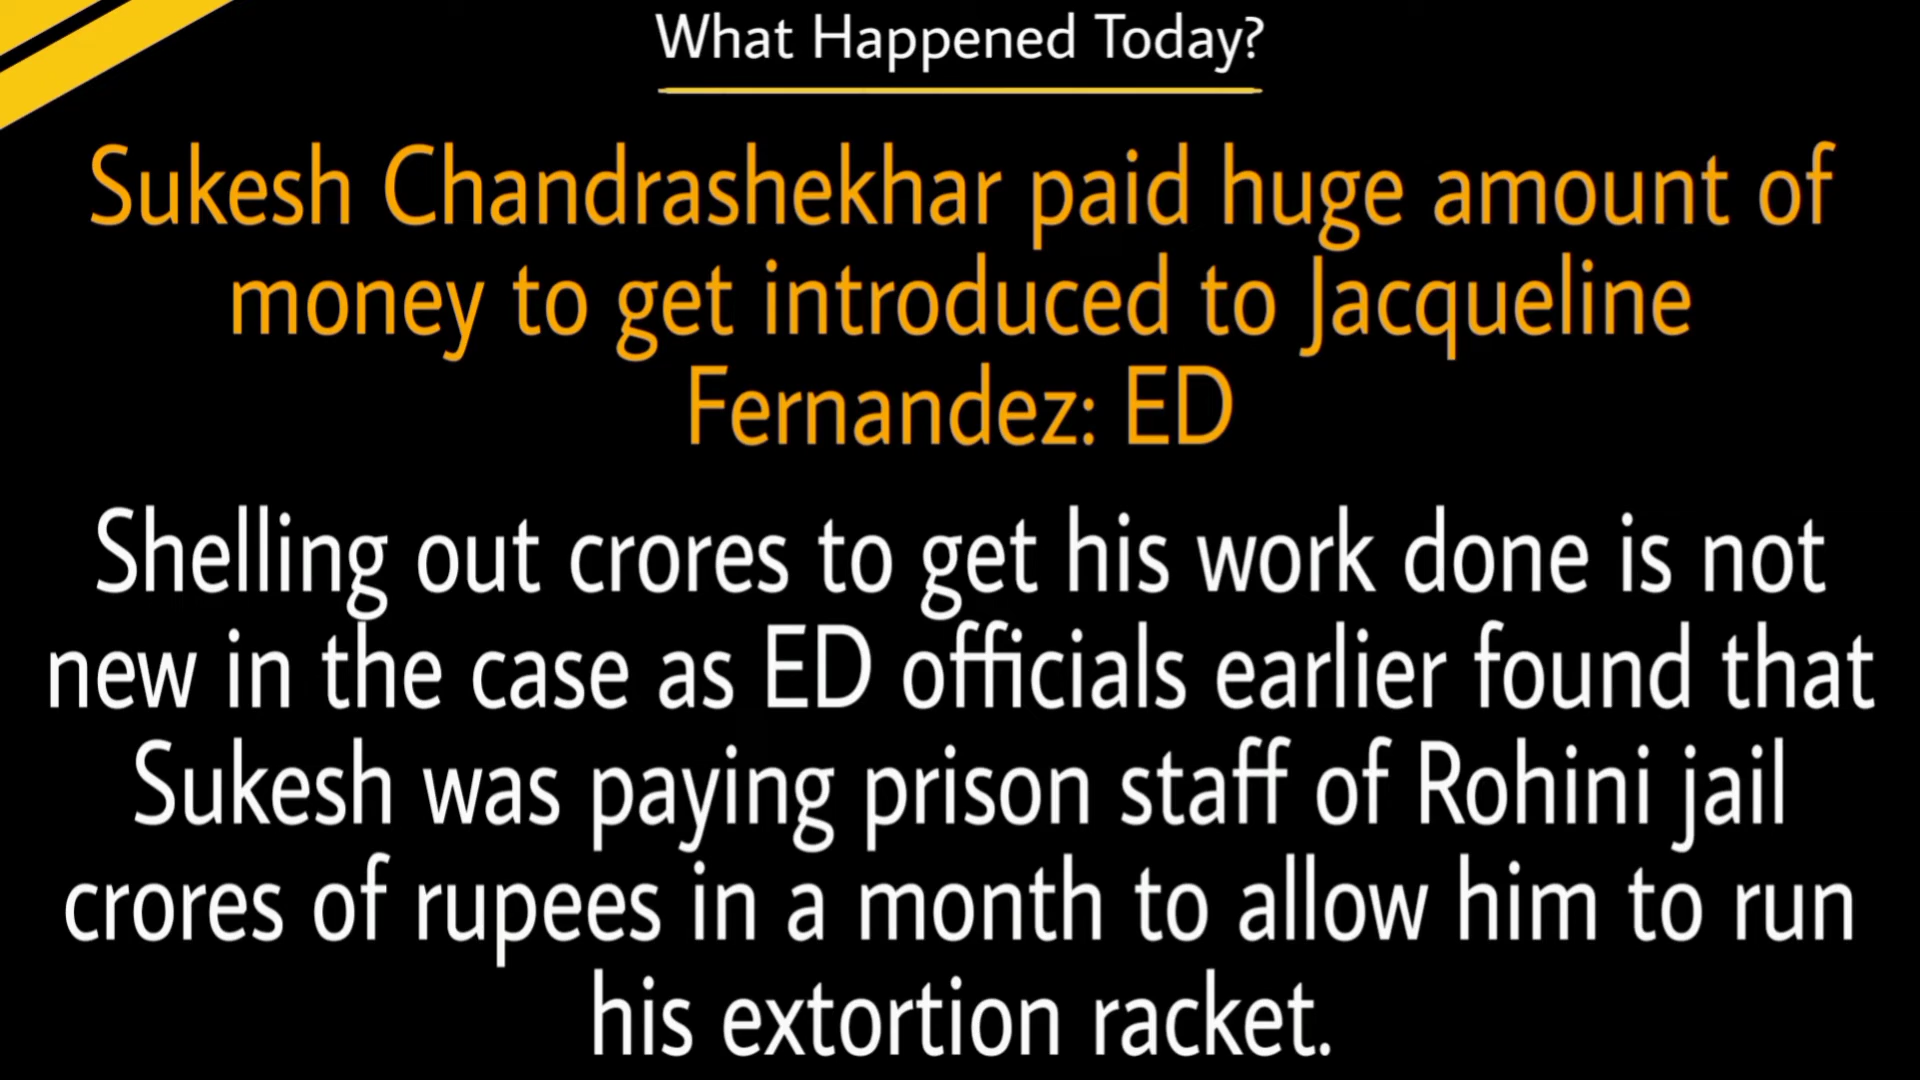 What Happened Today?
Sukesh Chandrashekhar paid huge amount of
money to get introduced to Jacqueline
Fernandez: ED
Shelling out crores to get his work done is not
new in the case as ED officials earlier found that
Sukesh was paying prison staff of Rohini jail
crores of rupees in a month to allow him to run
his extortion racket.